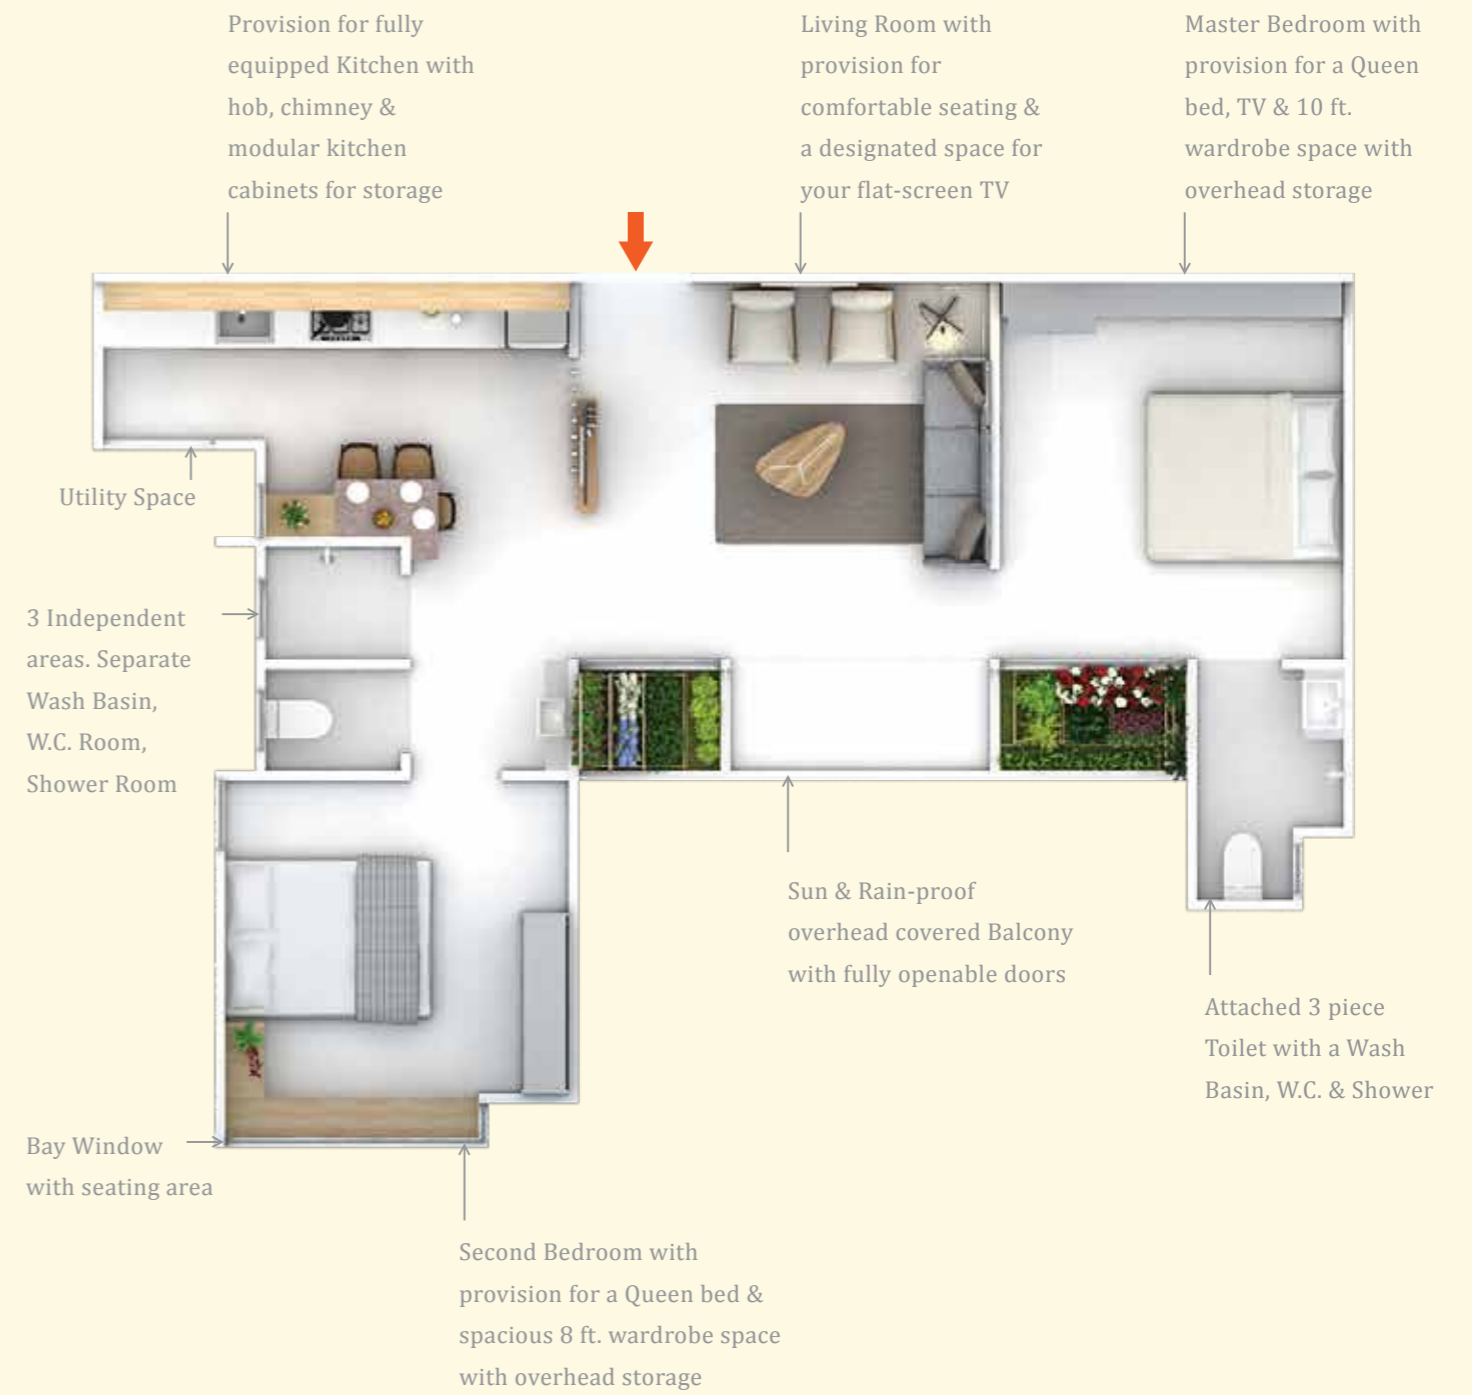 Provision for fully
equipped Kitchen with
hob, chimney &
modular kitchen
cabinets for storage
Living Room with
provision for
comfortable seating &
a designated space for
your flat-screen TV
Master Bedroom with
provision for a Queen
bed, TV & 10 ft.
wardrobe space with
overhead storage
Utility Space
3 Independent
areas. Separate
Wash Basin,
W.C. Room,
Shower Room
Sun & Rain-proof
overhead covered Balcony
with fully openable doors
Attached 3 piece
Toilet with a Wash
Basin, W.C. & Shower
Bay Window
with seating area
Second Bedroom with
provision for a Queen bed &
spacious 8 ft. wardrobe space
with overhead storage